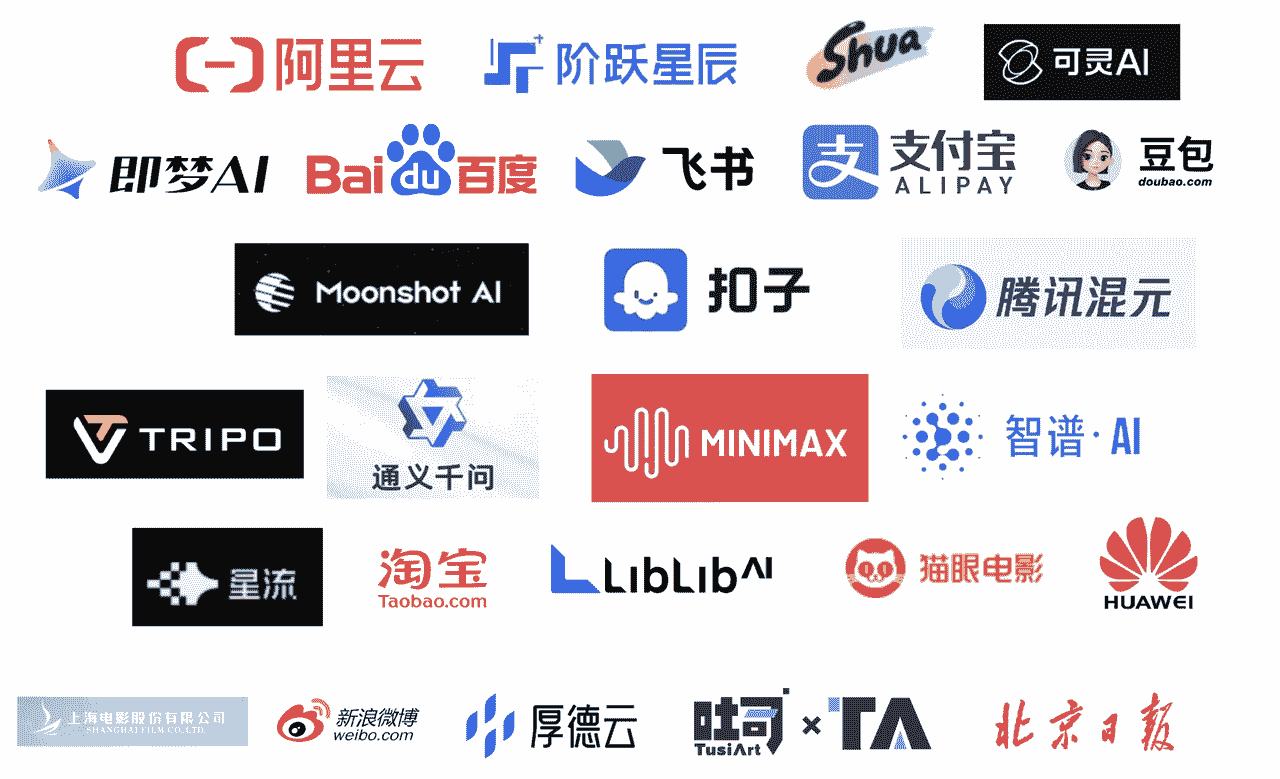 阿里云
阶跃星辰
Shua
可灵AI
即梦AI
Bai du 百度
飞书
支 支付宝
ALIPAY
豆包
doubao.com
Moonshot AI
扣子
腾讯混元
TRIPO
通义千问
MINIMAX
智谱·AI
星流
淘宝
Taobao.com
LIbLIbAI
猫眼电影
HUAWEI
上海电影股份有限公司
SHANGHAI FILM CO.,LTD.
新浪微博
weibo.com
厚德云
吐司
TusiArt
× TA
北京日报